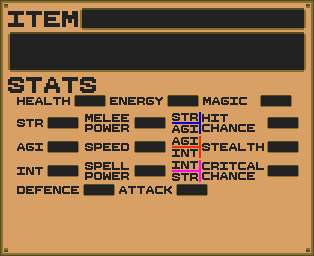 ITEM
STATS
HEALTH ENERGY MAGIC
STR MELEE POWER STR AGI HIT CHANCE
AGI SPEED AGI INT STEALTH
INT SPELL POWER INT STR CRITCAL CHANCE
DEFENCE ATTACK